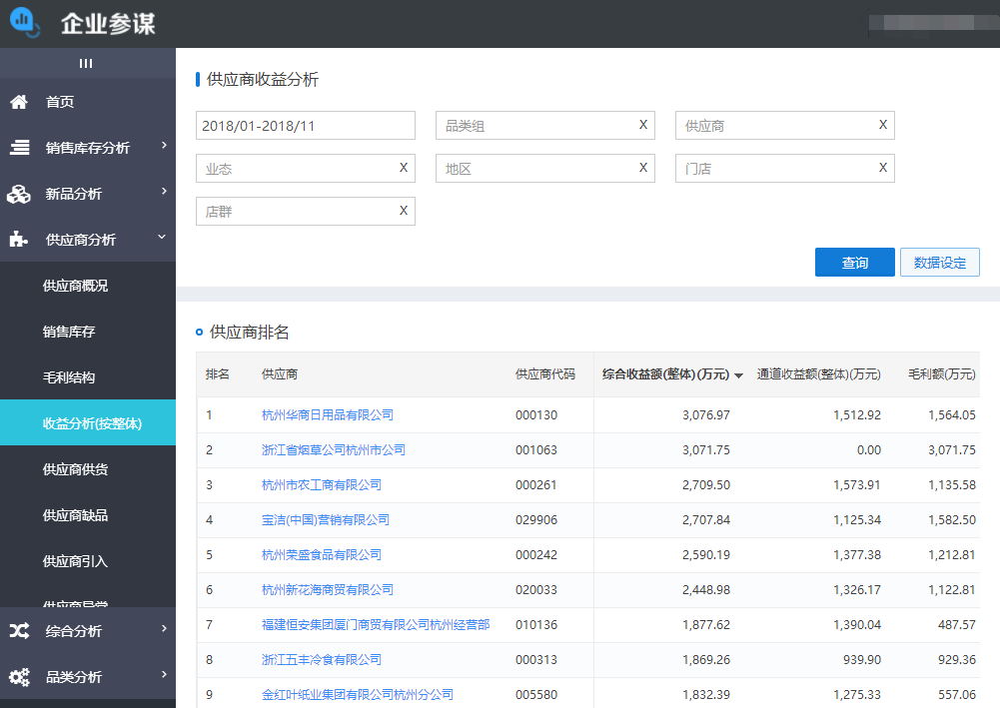 企业参谋
首页
销售库存分析
新品分析
供应商分析
供应商概况
销售库存
毛利结构
收益分析(按整体)
供应商供货
供应商缺品
供应商引入
综合分析
品类分析
供应商收益分析
2018/01-2018/11 品类组 X 供应商 X
业态 X 地区 X 门店 X
店群 X
查询 数据设定
供应商排名
排名 供应商 供应商代码 综合收益额(整体)(万元) 通道收益额(整体)(万元) 毛利额(万元)
1 杭州华商日用品有限公司 000130 3,076.97 1,512.92 1,564.05
2 浙江省烟草公司杭州市公司 001063 3,071.75 0.00 3,071.75
3 杭州市农工商有限公司 000261 2,709.50 1,573.91 1,135.58
4 宝洁(中国)营销有限公司 029906 2,707.84 1,125.34 1,582.50
5 杭州荣盛食品有限公司 000242 2,590.19 1,377.38 1,212.81
6 杭州新花海商贸有限公司 020033 2,448.98 1,326.17 1,122.81
7 福建恒安集团厦门商贸有限公司杭州经营部 010136 1,877.62 1,390.04 487.57
8 浙江五丰冷食有限公司 000313 1,869.26 939.90 929.36
9 金红叶纸业集团有限公司杭州分公司 005580 1,832.39 1,275.33 557.06